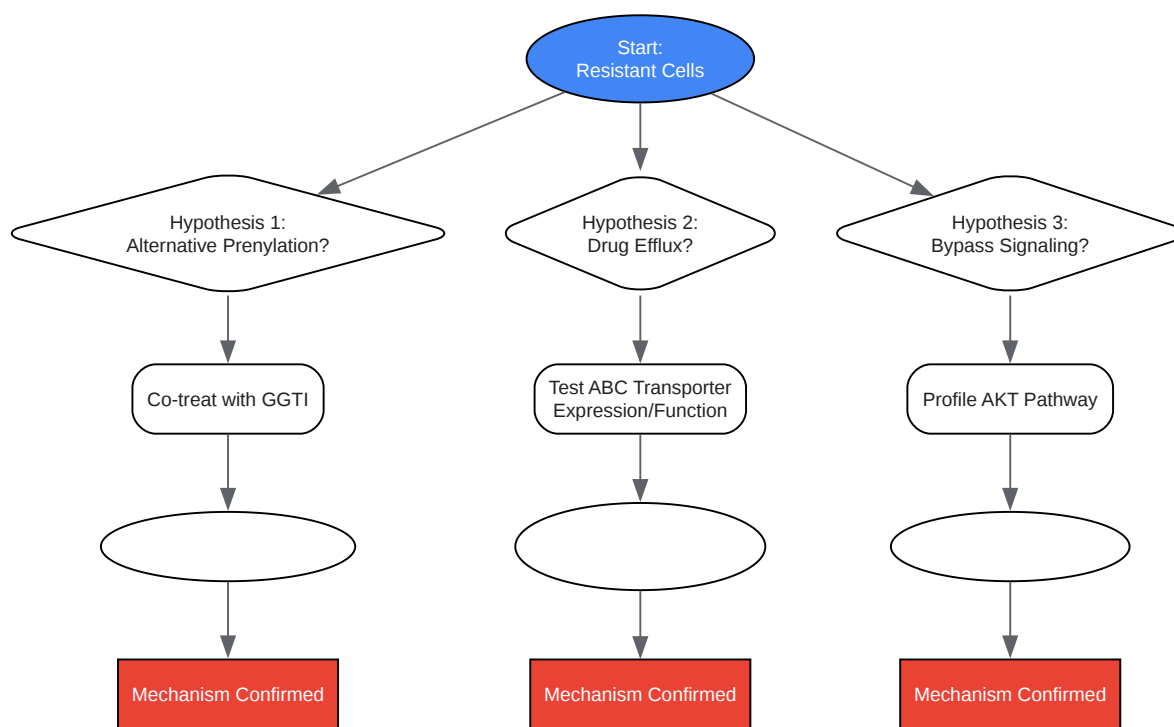 Start:
Resistant Cells
Hypothesis 1:
Alternative Prenylation?
Hypothesis 2:
Drug Efflux?
Hypothesis 3:
Bypass Signaling?
Co-treat with GGTI
Test ABC Transporter
Expression/Function
Profile AKT Pathway
Mechanism Confirmed
Mechanism Confirmed
Mechanism Confirmed